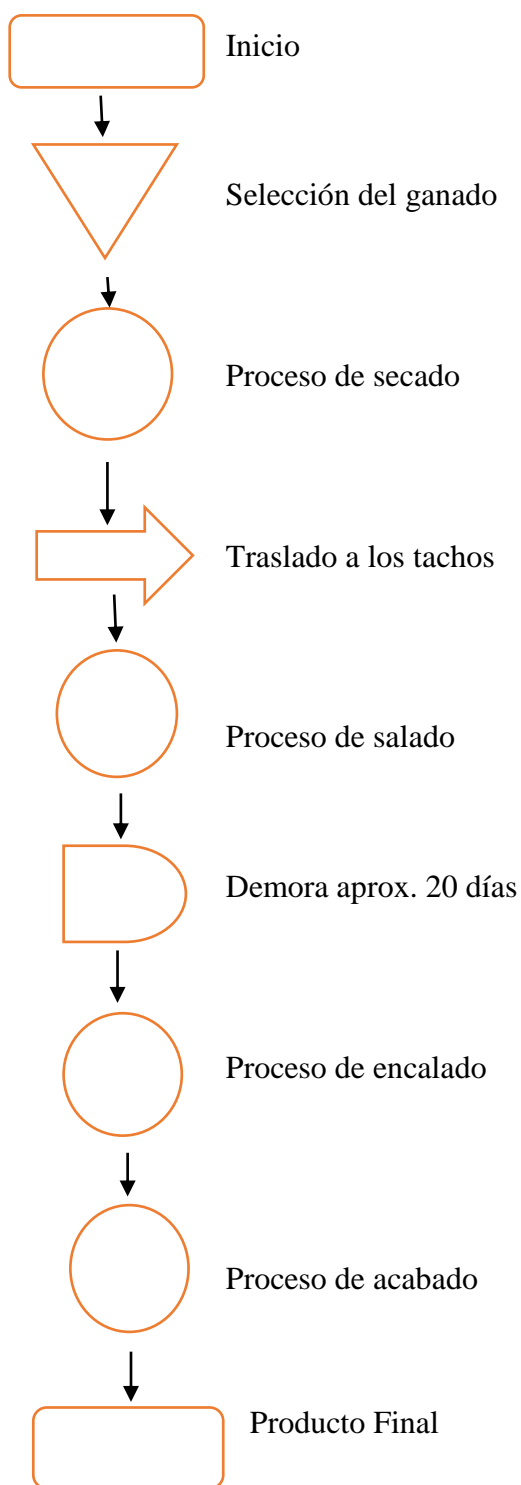 Inicio
Selección del ganado
Proceso de secado
Traslado a los tachos
Proceso de salado
Demora aprox. 20 días
Proceso de encalado
Proceso de acabado
Producto Final